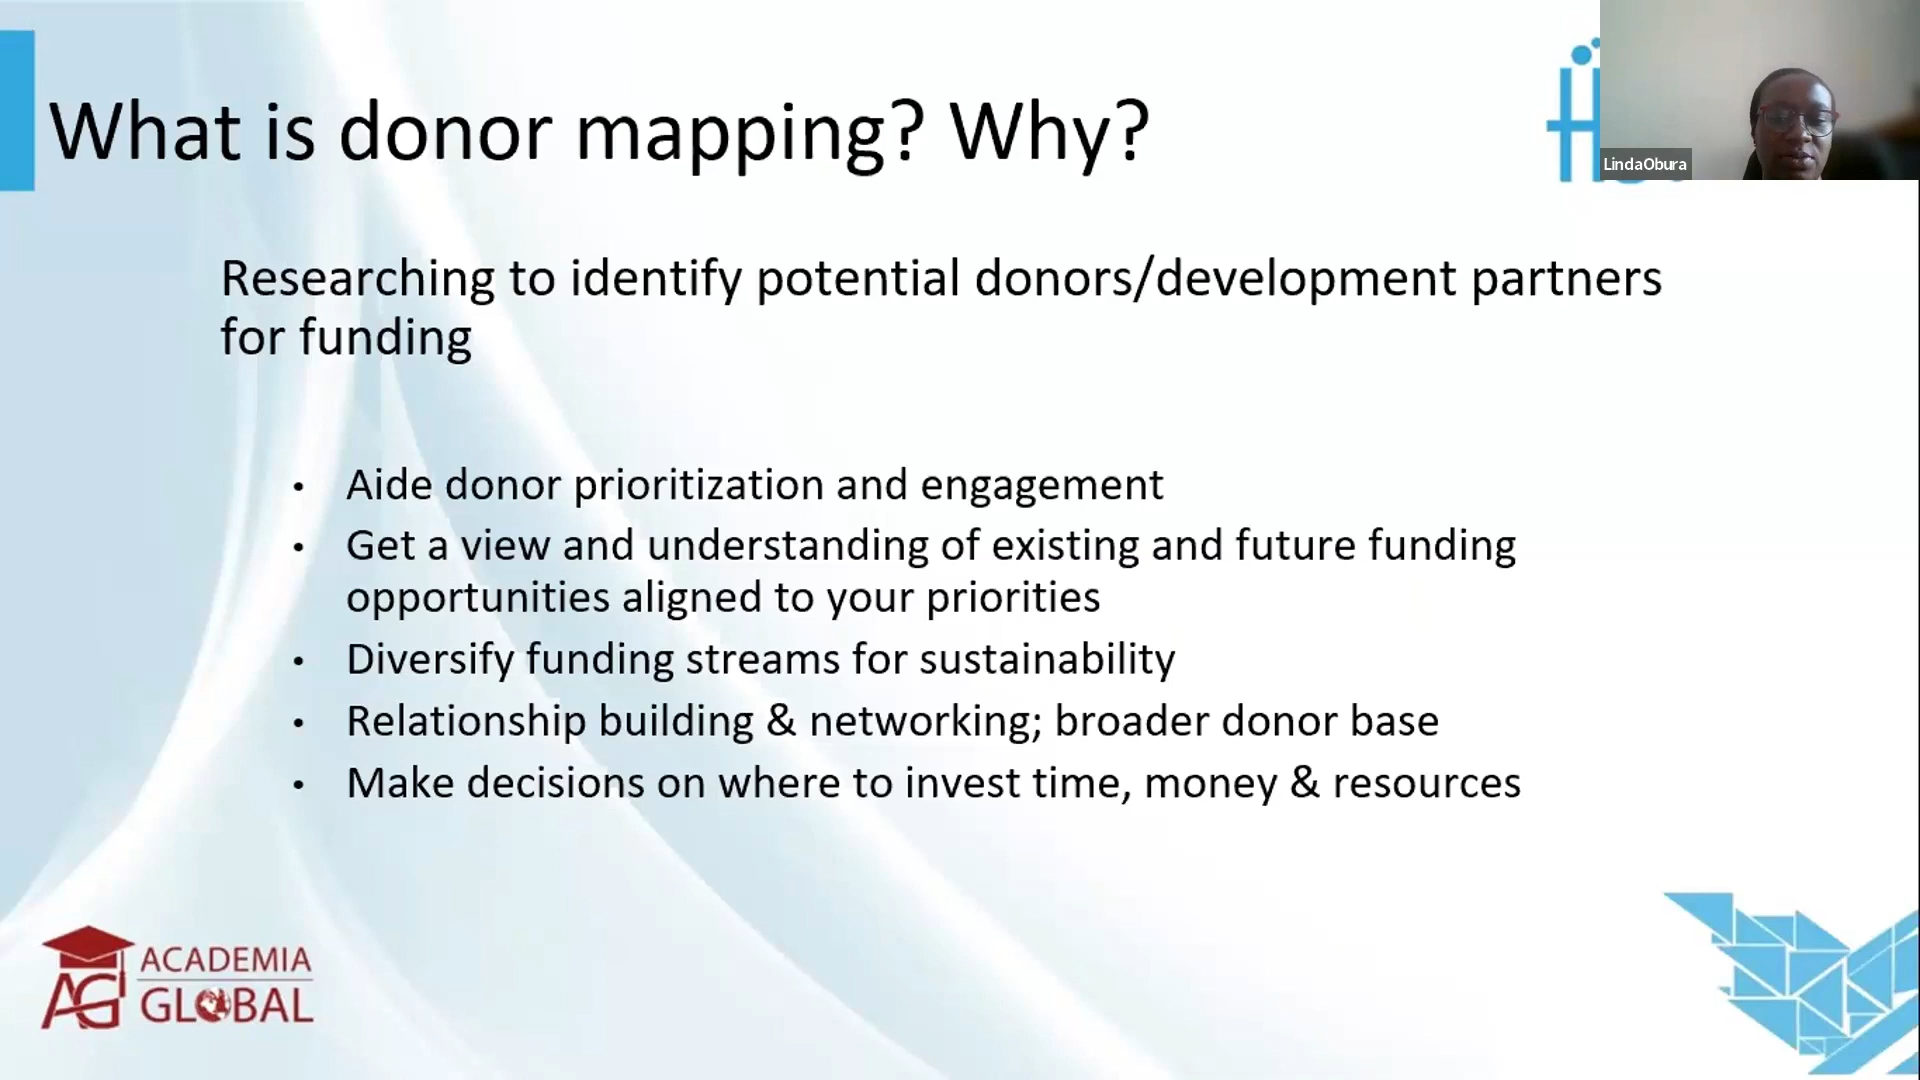 What is donor mapping? Why?
LindaObura
Researching to identify potential donors/development partners
for funding
• Aide donor prioritization and engagement
• Get a view and understanding of existing and future funding
opportunities aligned to your priorities
• Diversify funding streams for sustainability
• Relationship building & networking; broader donor base
• Make decisions on where to invest time, money & resources
AG ACADEMIA
GLOBAL